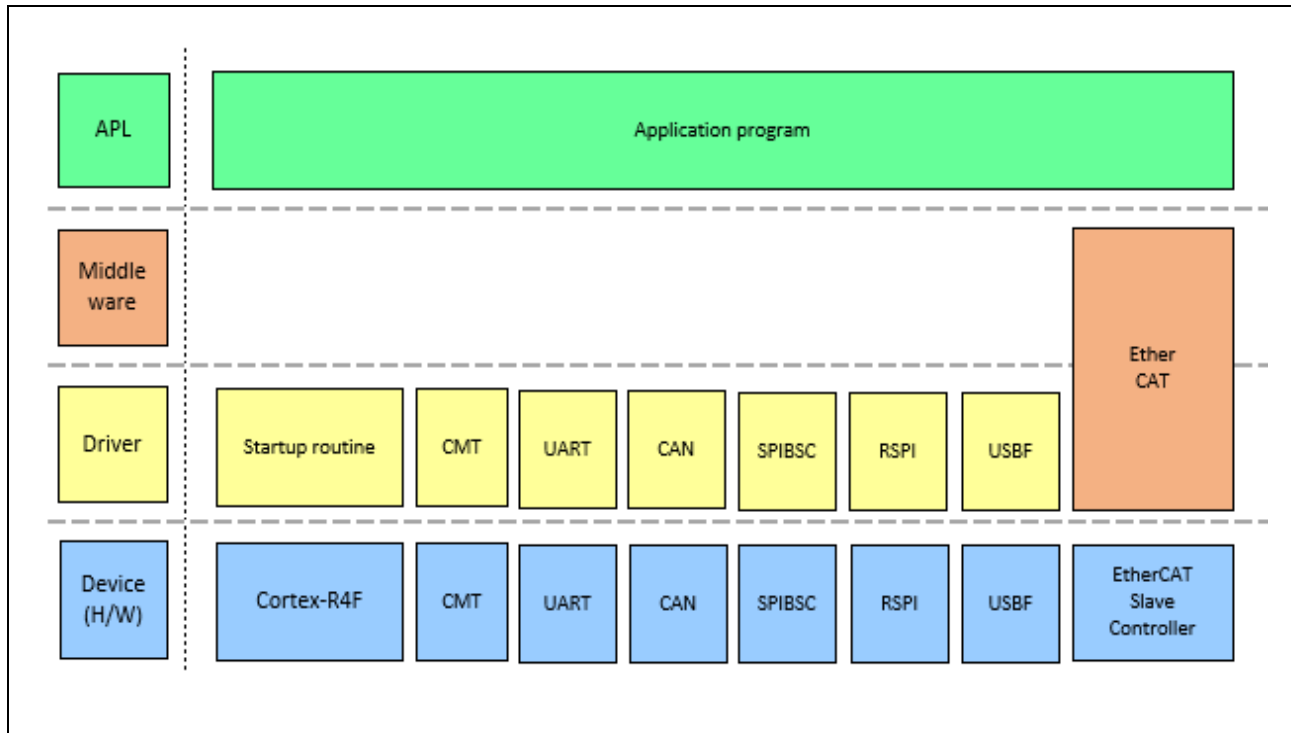 APL
Application program
Middle
ware
Ether
CAT
Driver
Startup routine
CMT
UART
CAN
SPIBSC
RSPI
USBF
Device
(H/W)
Cortex-R4F
CMT
UART
CAN
SPIBSC
RSPI
USBF
EtherCAT
Slave
Controller